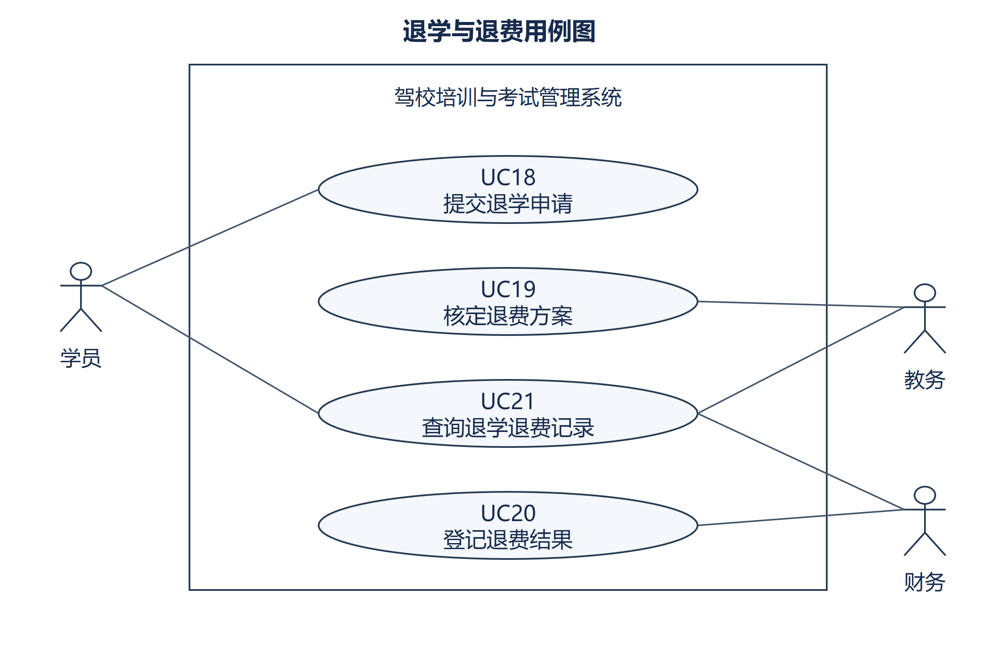 退学与退费用例图
驾校培训与考试管理系统
UC18
提交退学申请
UC19
核定退费方案
学员
教务
UC21
查询退学退费记录
UC20
登记退费结果
财务